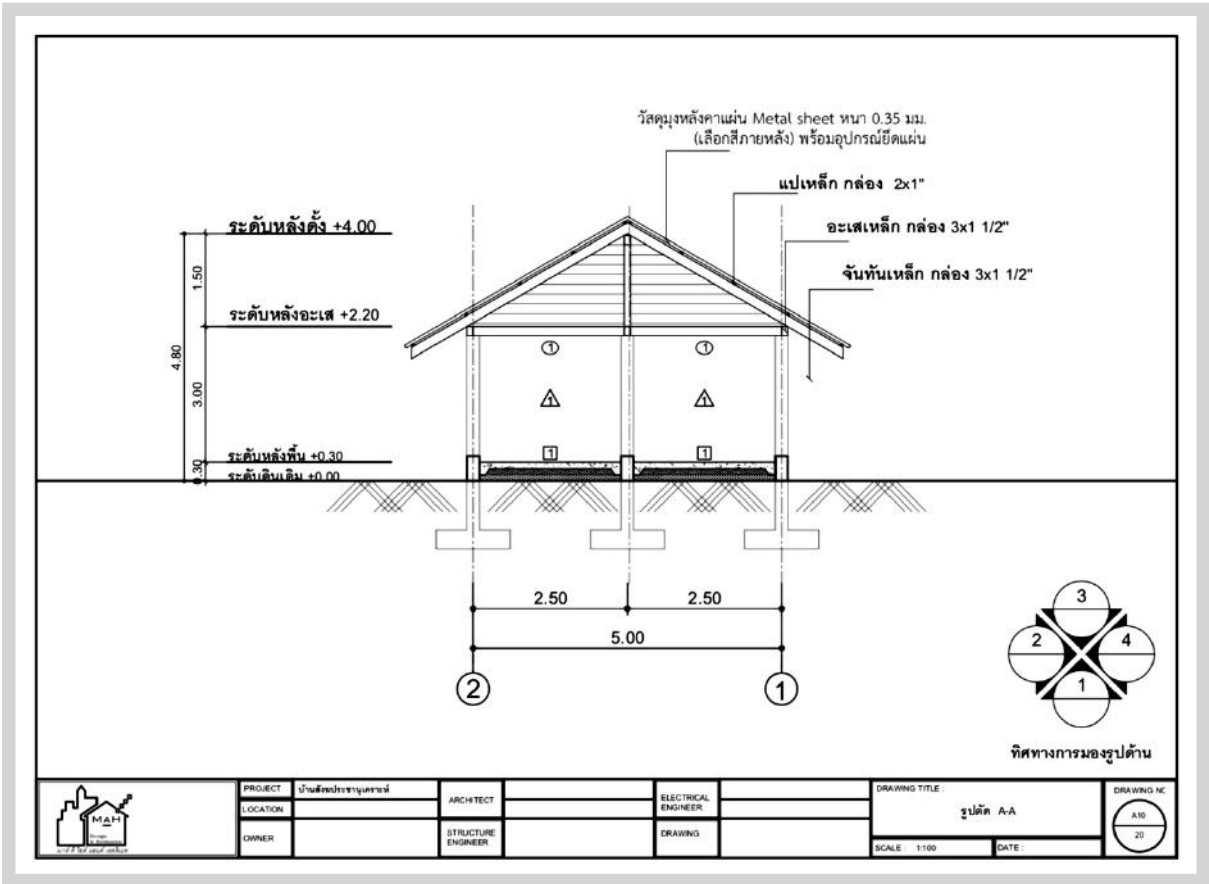 วัสดุมุงหลังคาแผ่น Metal sheet หนา 0.35 มม.
(เลือกสีภายหลัง) พร้อมอุปกรณ์ยึดแผ่น
แปเหล็ก กล่อง 2x1"
อะเสเหล็ก กล่อง 3x1 1/2"
จันทันเหล็ก กล่อง 3x1 1/2"
ระดับหลังดั้ง +4.00
1.50
ระดับหลังอะเส +2.20
4.80
3.00
1
1
1
1
1
1
ระดับหลังพื้น +0.30
0.30
ระดับดินเดิม +0.00
2.50
2.50
5.00
2
1
3
2
4
1
ทิศทางการมองรูปด้าน
MAH
Design
PROJECT
LOCATION
OWNER
ARCHITECT
STRUCTURE
ENGINEER
ELECTRICAL
ENGINEER
DRAWING
DRAWING TITLE :
รูปตัด A-A
SCALE : 1:100
DATE :
DRAWING NC
A10
20